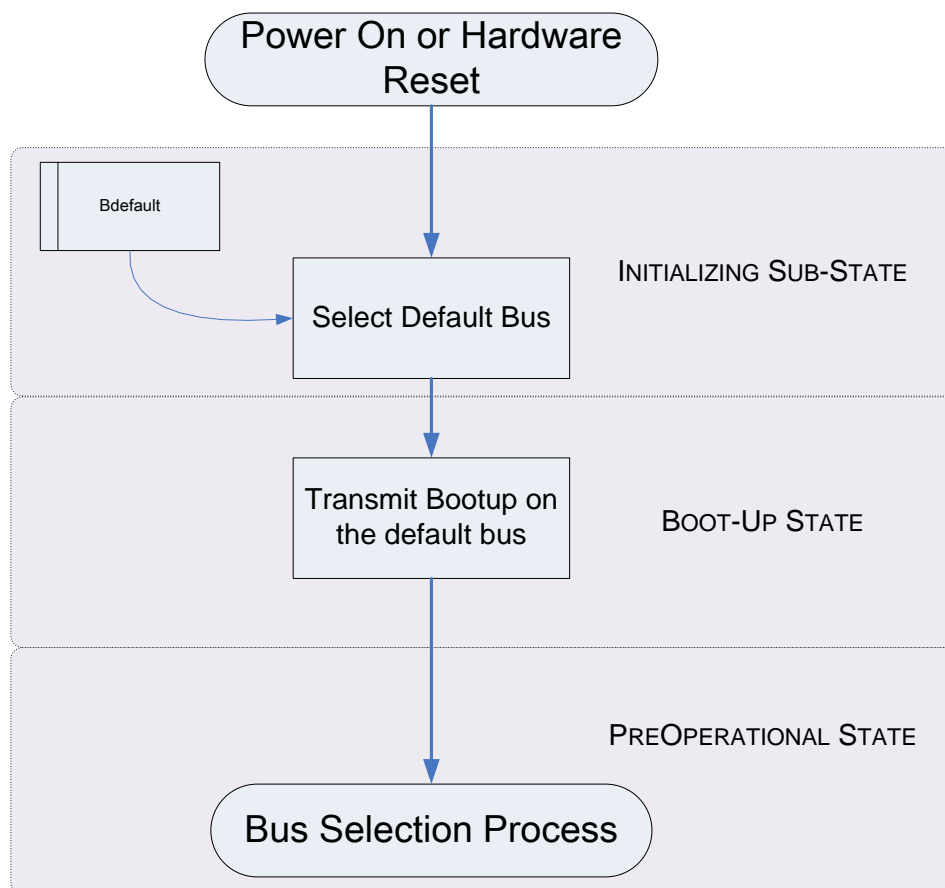 Power On or Hardware
Reset
Bdefault
INITIALIZING SUB-STATE
Select Default Bus
Transmit Bootup on
the default bus
BOOT-UP STATE
PREOPERATIONAL STATE
Bus Selection Process